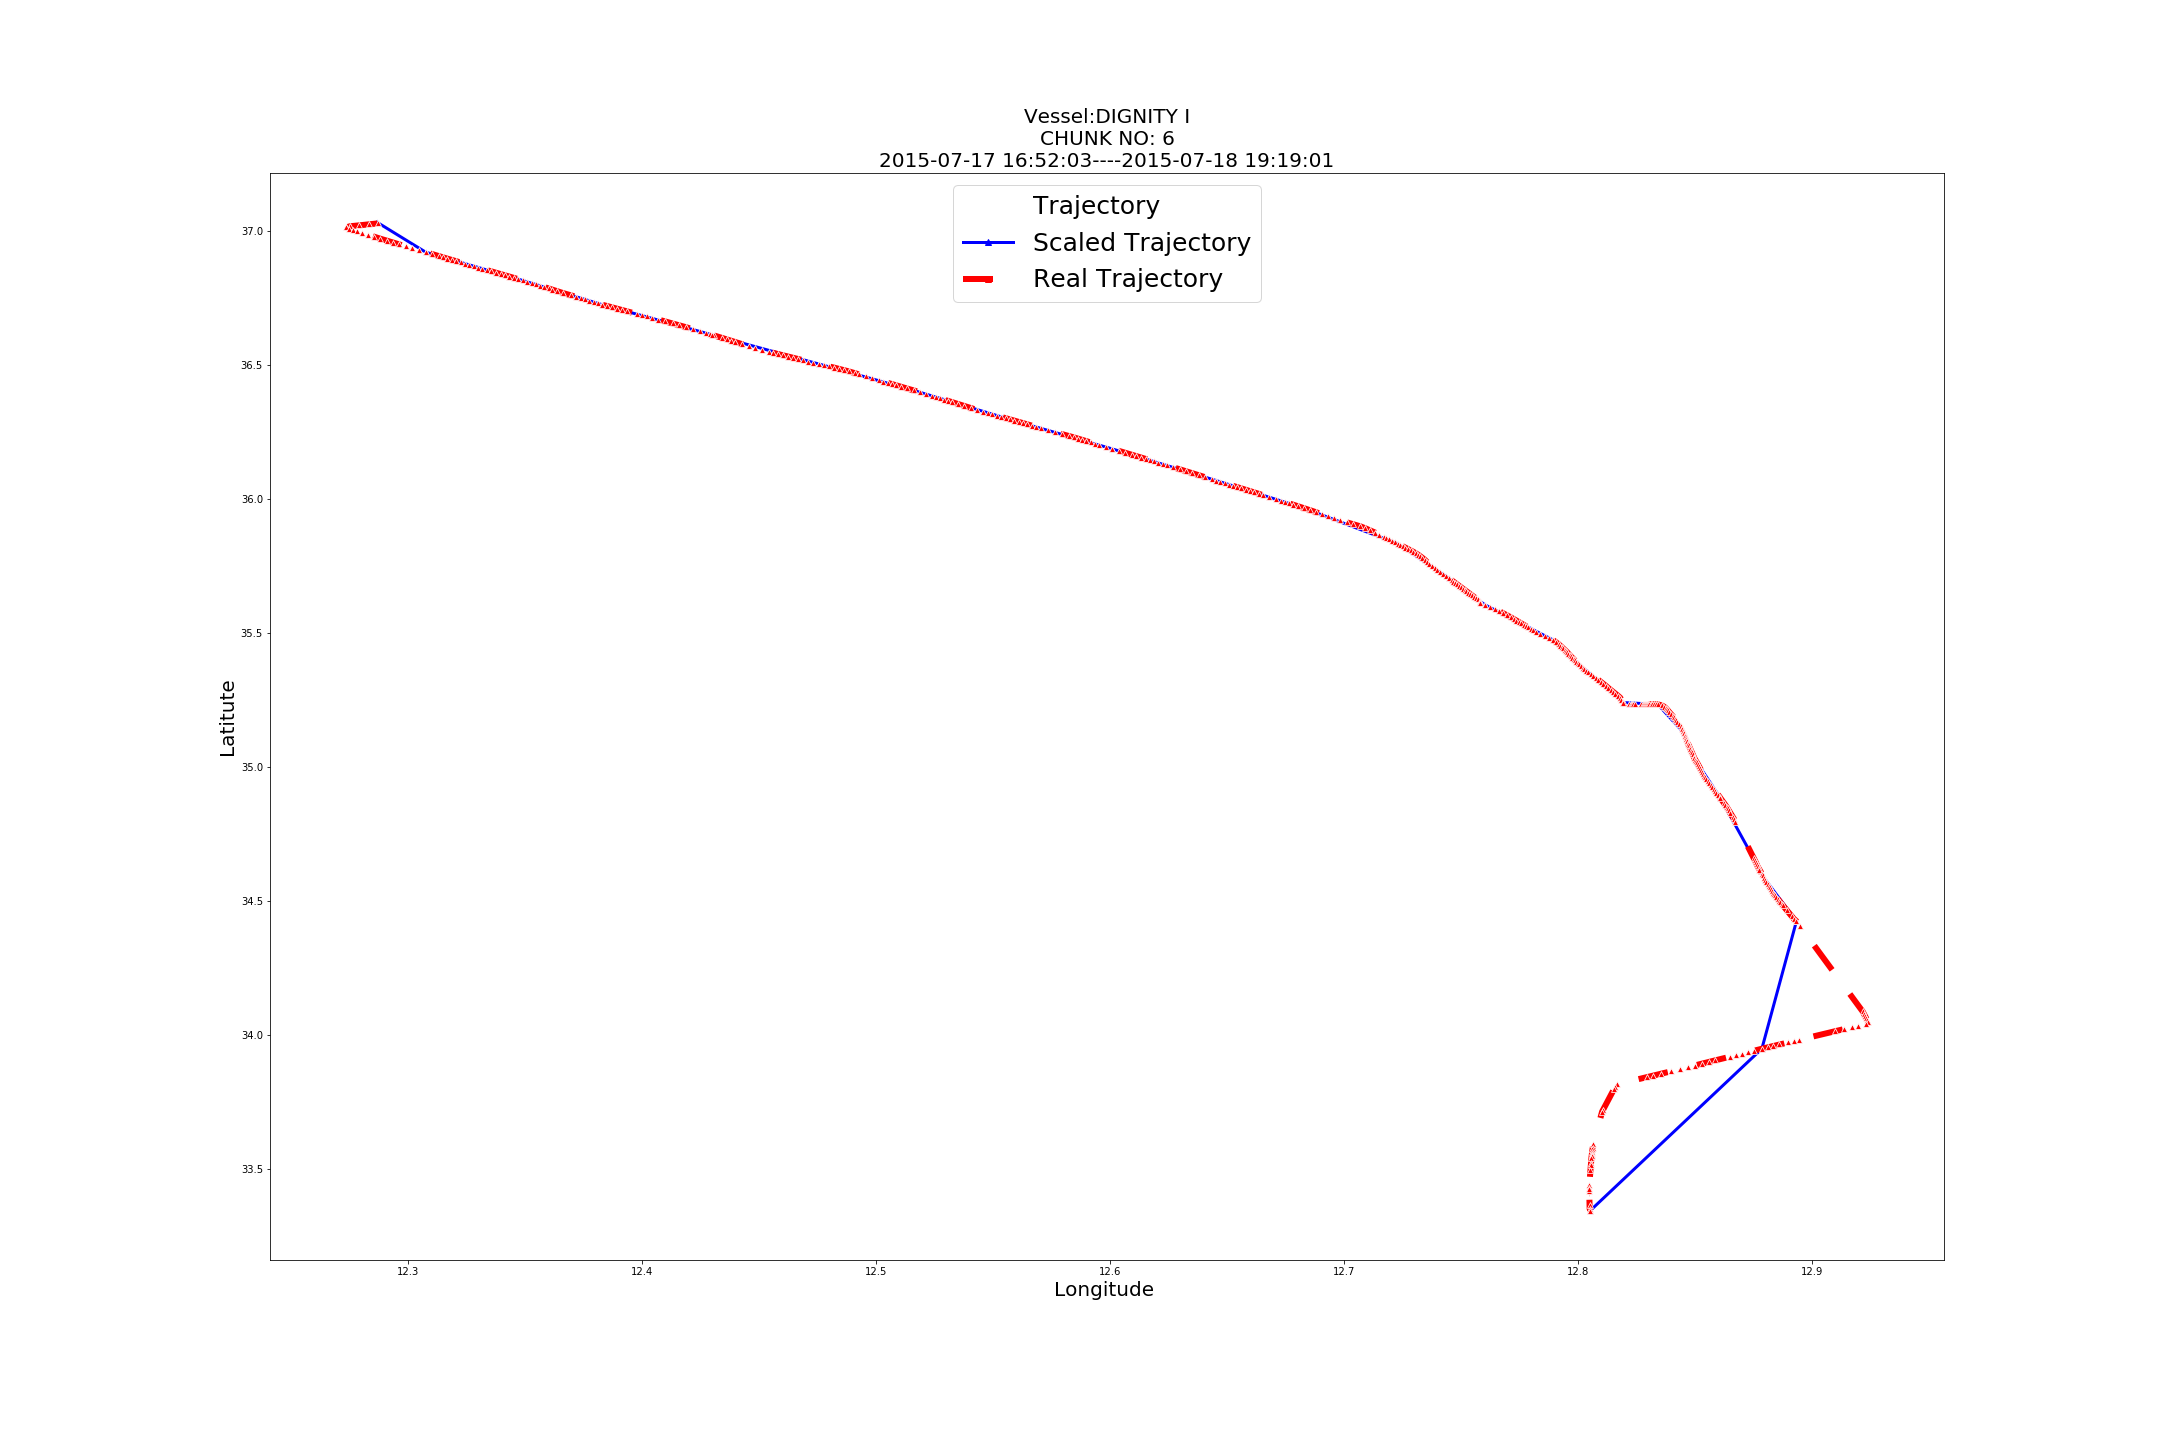 Vessel:DIGNITY I
CHUNK NO: 6
2015-07-17 16:52:03----2015-07-18 19:19:01
Trajectory
Scaled Trajectory
Real Trajectory
37.0
36.5
36.0
35.5
35.0
34.5
34.0
33.5
Latitute
12.3 12.4 12.5 12.6 12.7 12.8 12.9
Longitude